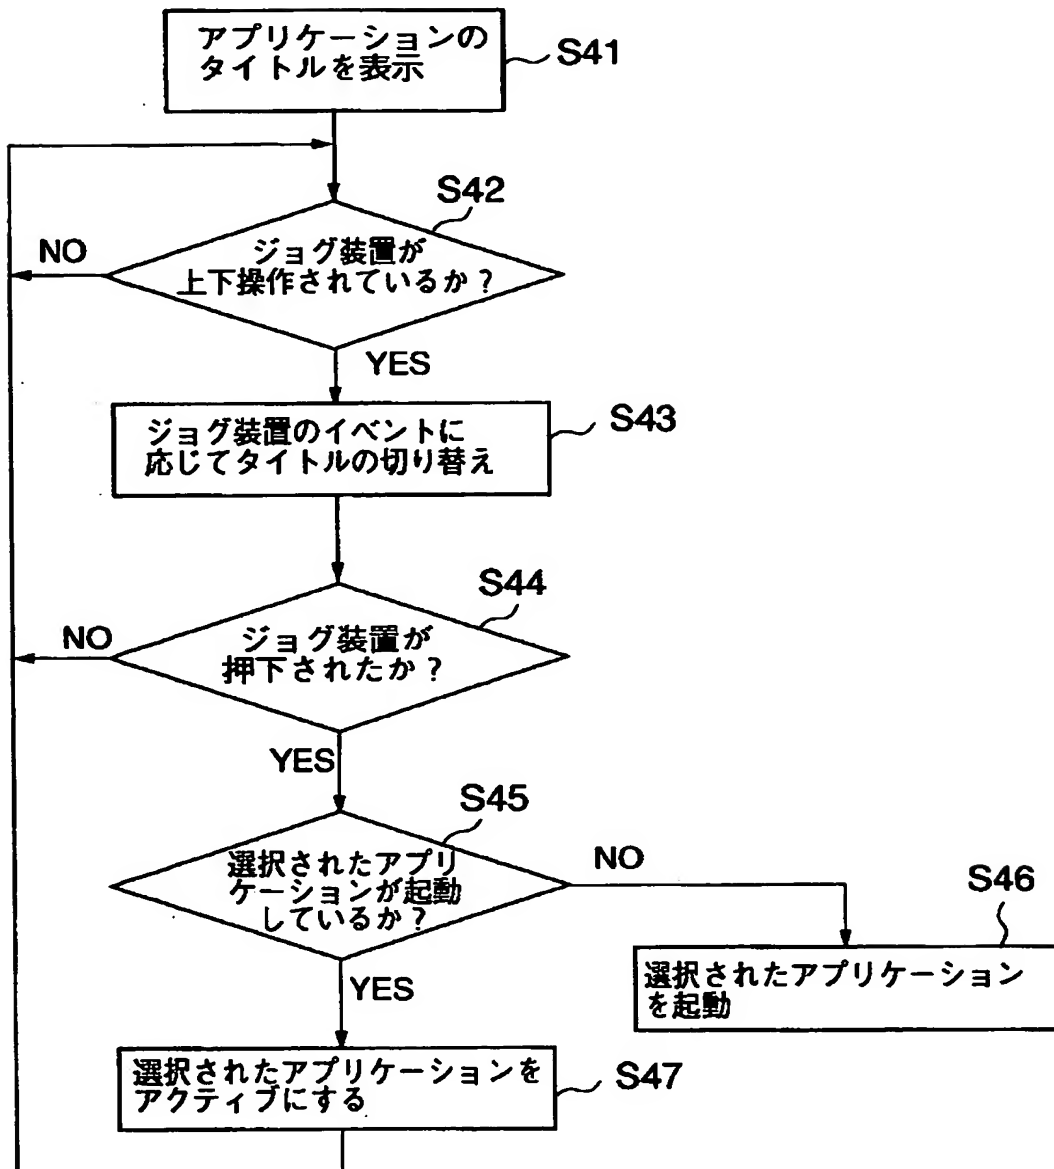 アプリケーションの
タイトルを表示
S41
S42
NO
ジョグ装置が
上下操作されているか?
YES
S43
ジョグ装置のイベントに
応じてタイトルの切り替え
S44
NO
ジョグ装置が
押下されたか?
YES
S45
選択されたアプリ
ケーションが起動
しているか?
NO
S46
選択されたアプリケーション
を起動
YES
選択されたアプリケーションを
アクティブにする
S47